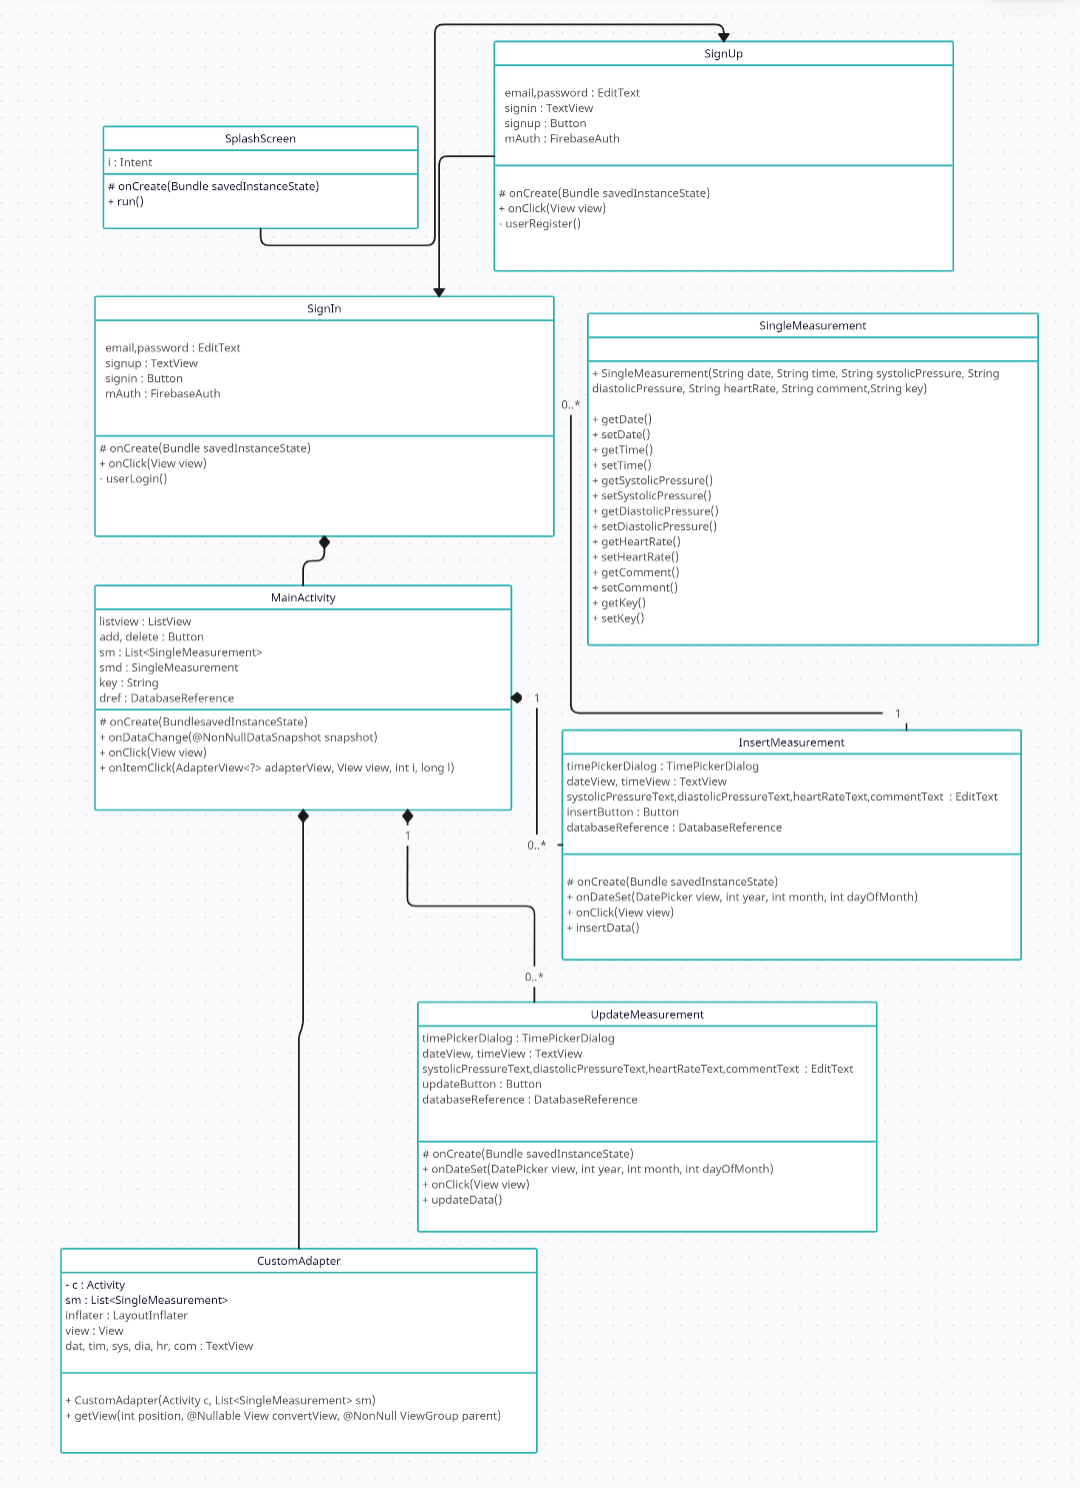 SignUp
email,password : EditText
signin : TextView
signup : Button
mAuth : FirebaseAuth
# onCreate(Bundle savedInstanceState)
+ onClick(View view)
- userRegister()
SplashScreen
i : Intent
# onCreate(Bundle savedInstanceState)
+ run()
SignIn
email,password : EditText
signup : TextView
signin : Button
mAuth : FirebaseAuth
# onCreate(Bundle savedInstanceState)
+ onClick(View view)
- userLogin()
SingleMeasurement
+ SingleMeasurement(String date, String time, String systolicPressure, String
diastolicPressure, String heartRate, String comment,String key)
+ getDate()
+ setDate()
+ getTime()
+ setTime()
+ getSystolicPressure()
+ setSystolicPressure()
+ getDiastolicPressure()
+ setDiastolicPressure()
+ getHeartRate()
+ setHeartRate()
+ getComment()
+ setComment()
+ getKey()
+ setKey()
0..*
1
MainActivity
listview : ListView
add, delete : Button
sm : List<SingleMeasurement>
smd : SingleMeasurement
key : String
dref : DatabaseReference
# onCreate(BundlesavedInstanceState)
+ onDataChange(@NonNullDataSnapshot snapshot)
+ onClick(View view)
+ onItemClick(AdapterView<?> adapterView, View view, int i, long l)
1
0..*
InsertMeasurement
timePickerDialog : TimePickerDialog
dateView, timeView : TextView
systolicPressureText,diastolicPressureText,heartRateText,commentText  : EditText
insertButton : Button
databaseReference : DatabaseReference
# onCreate(Bundle savedInstanceState)
+ onDateSet(DatePicker view, int year, int month, int dayOfMonth)
+ onClick(View view)
+ insertData()
1
0..*
UpdateMeasurement
timePickerDialog : TimePickerDialog
dateView, timeView : TextView
systolicPressureText,diastolicPressureText,heartRateText,commentText  : EditText
updateButton : Button
databaseReference : DatabaseReference
# onCreate(Bundle savedInstanceState)
+ onDateSet(DatePicker view, int year, int month, int dayOfMonth)
+ onClick(View view)
+ updateData()
CustomAdapter
- c : Activity
sm : List<SingleMeasurement>
inflater : LayoutInflater
view : View
dat, tim, sys, dia, hr, com : TextView
+ CustomAdapter(Activity c, List<SingleMeasurement> sm)
+ getView(int position, @Nullable View convertView, @NonNull ViewGroup parent)